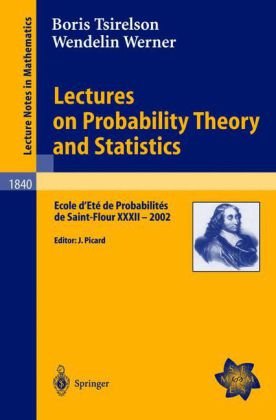 Boris Tsirelson
Wendelin Werner
Lecture Notes in Mathematics
1840
Lectures
on Probability Theory
and Statistics
Ecole d'Eté de Probabilités
de Saint-Flour XXXII – 2002
Editor: J. Picard
Springer